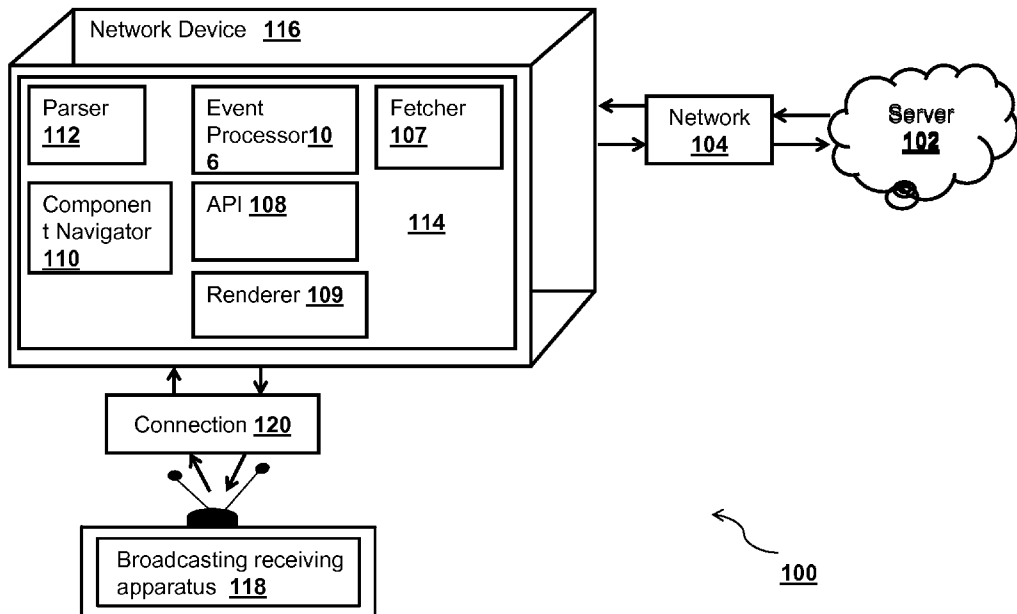 Network Device 116
Parser
112
Event
Processor10
6
Fetcher
107
Componen
t Navigator
110
API 108
114
Renderer 109
Network
104
Server
102
Connection 120
Broadcasting receiving
apparatus 118
100